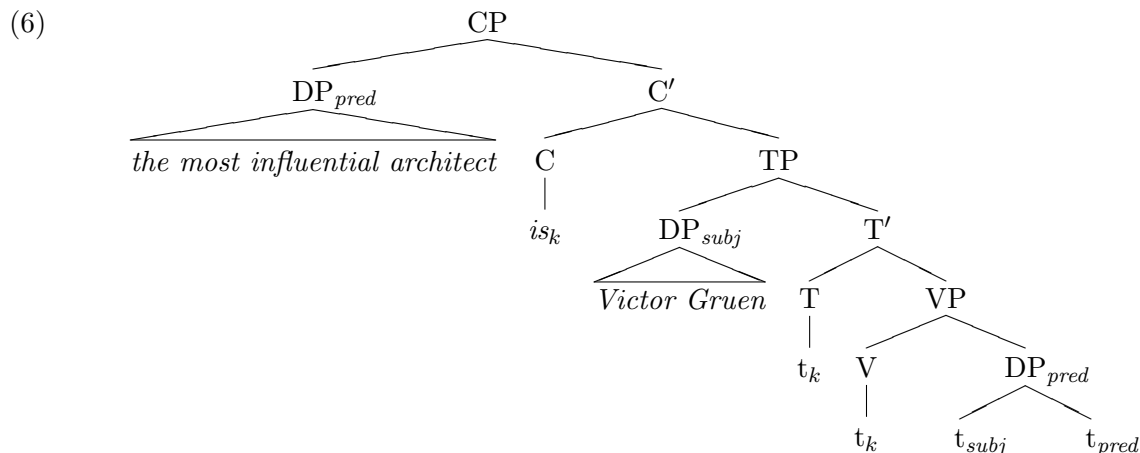 (6) CP
DP_pred C′
the most influential architect C TP
is_k DP_subj T′
Victor Gruen T VP
t_k V DP_pred
t_k t_subj t_pred